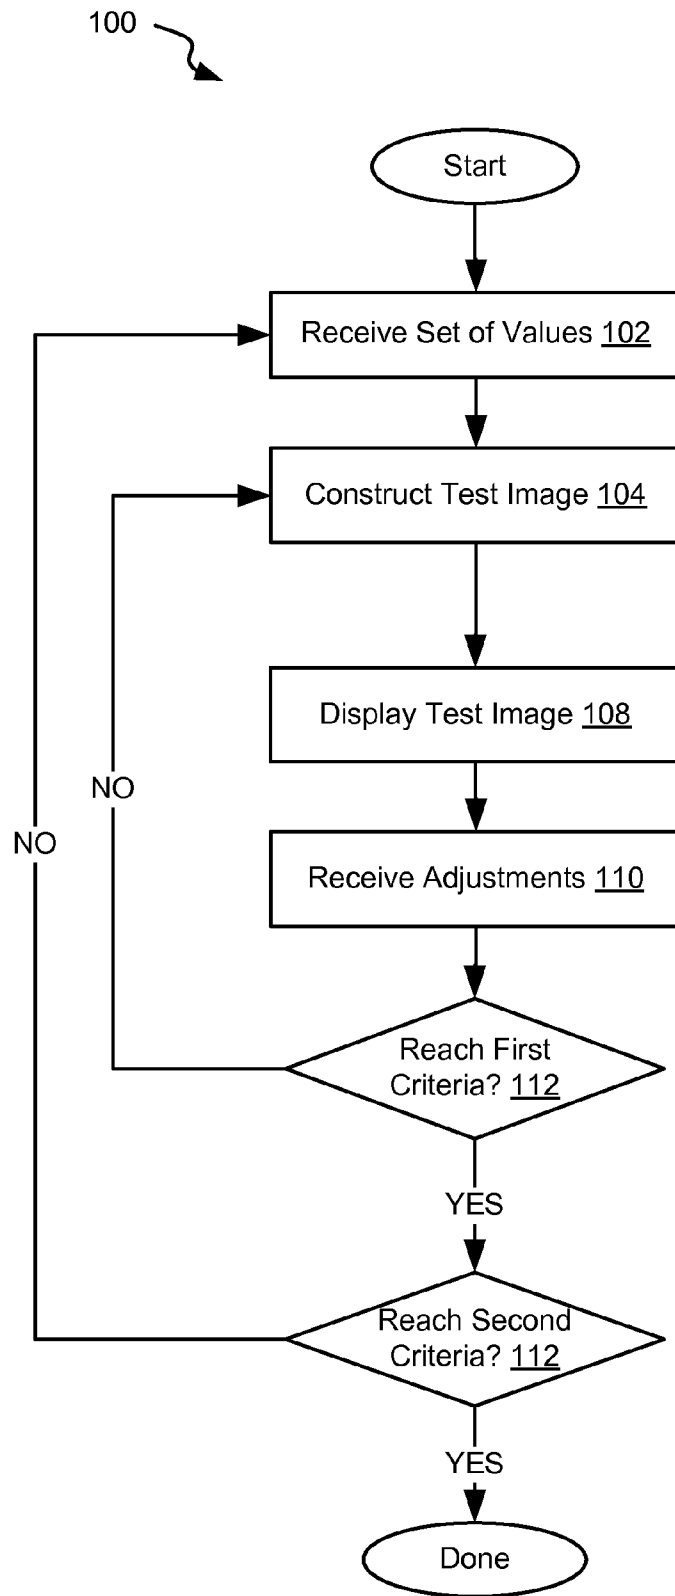 100
Start
Receive Set of Values 102
Construct Test Image 104
Display Test Image 108
NO
NO
Receive Adjustments 110
Reach First
Criteria? 112
YES
Reach Second
Criteria? 112
YES
Done